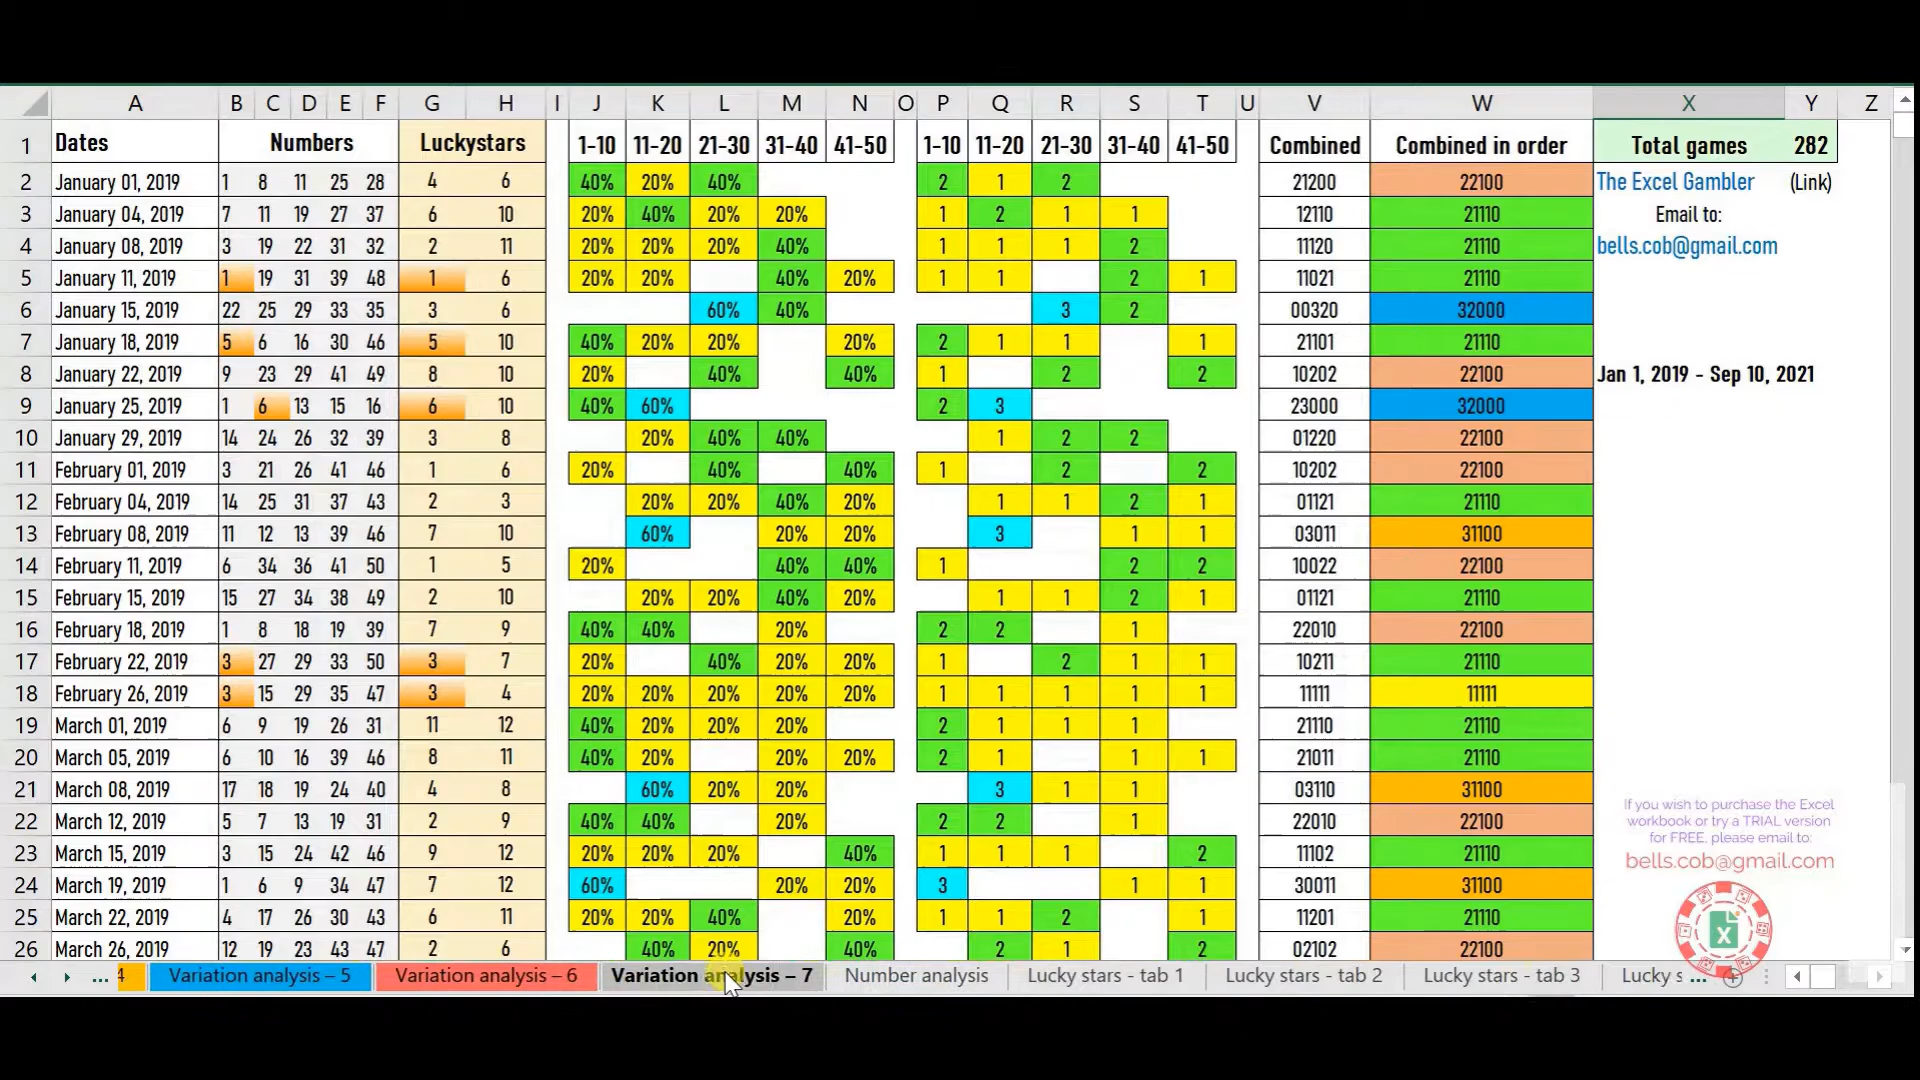 A B C D E F G H I J K L M N O P Q R S T U V W X Y Z
1 Dates Numbers Luckystars 1-10 11-20 21-30 31-40 41-50 1-10 11-20 21-30 31-40 41-50 Combined Combined in order Total games 282
2 January 01, 2019 1 8 11 25 28 4 6 40% 20% 40% 2 1 2 21200 22100 The Excel Gambler (Link)
3 January 04, 2019 7 11 19 27 37 6 10 20% 40% 20% 20% 1 2 1 1 12110 21110 Email to:
4 January 08, 2019 3 19 22 31 32 2 11 20% 20% 20% 40% 1 1 1 2 11120 21110 bells.cob@gmail.com
5 January 11, 2019 1 19 31 39 48 1 6 20% 20% 40% 20% 1 1 2 1 11021 21110
6 January 15, 2019 22 25 29 33 35 3 6 60% 40% 3 2 00320 32000
7 January 18, 2019 5 6 16 30 46 5 10 40% 20% 20% 20% 2 1 1 1 21101 21110
8 January 22, 2019 9 23 29 41 49 8 10 20% 40% 40% 1 2 2 10202 22100 Jan 1, 2019 - Sep 10, 2021
9 January 25, 2019 1 6 13 15 16 6 10 40% 60% 2 3 23000 32000
10 January 29, 2019 14 24 26 32 39 3 8 20% 40% 40% 1 2 2 01220 22100
11 February 01, 2019 3 21 26 41 46 1 6 20% 40% 40% 1 2 2 10202 22100
12 February 04, 2019 14 25 31 37 43 2 3 20% 20% 40% 20% 1 1 2 1 01121 21110
13 February 08, 2019 11 12 13 39 46 7 10 60% 20% 20% 3 1 1 03011 31100
14 February 11, 2019 6 34 36 41 50 1 5 20% 40% 40% 1 2 2 10022 22100
15 February 15, 2019 15 27 34 38 49 2 10 20% 20% 40% 20% 1 1 2 1 01121 21110
16 February 18, 2019 1 8 18 19 39 7 9 40% 40% 20% 2 2 1 22010 22100
17 February 22, 2019 3 27 29 33 50 3 7 20% 40% 20% 20% 1 2 1 1 10211 21110
18 February 26, 2019 3 15 29 35 47 3 4 20% 20% 20% 20% 20% 1 1 1 1 1 11111 11111
19 March 01, 2019 6 9 19 26 31 11 12 40% 20% 20% 20% 2 1 1 1 21110 21110
20 March 05, 2019 6 10 16 39 46 8 11 40% 20% 20% 20% 2 1 1 1 21011 21110
21 March 08, 2019 17 18 19 24 40 4 8 60% 20% 20% 3 1 1 03110 31100
22 March 12, 2019 5 7 13 19 31 2 9 40% 40% 20% 2 2 1 22010 22100
23 March 15, 2019 3 15 24 42 46 9 12 20% 20% 20% 40% 1 1 1 2 11102 21110
24 March 19, 2019 1 6 9 34 47 7 12 60% 20% 20% 3 1 1 30011 31100
25 March 22, 2019 4 17 26 30 43 6 11 20% 20% 40% 20% 1 1 2 1 11201 21110
26 March 26, 2019 12 19 23 43 47 2 6 40% 20% 40% 2 1 2 02102 22100
If you wish to purchase the Excel
workbook or try a TRIAL version
for FREE, please email to:
bells.cob@gmail.com
X
... 4 Variation analysis – 5 Variation analysis – 6 Variation analysis – 7 Number analysis Lucky stars - tab 1 Lucky stars - tab 2 Lucky stars - tab 3 Lucky s ...